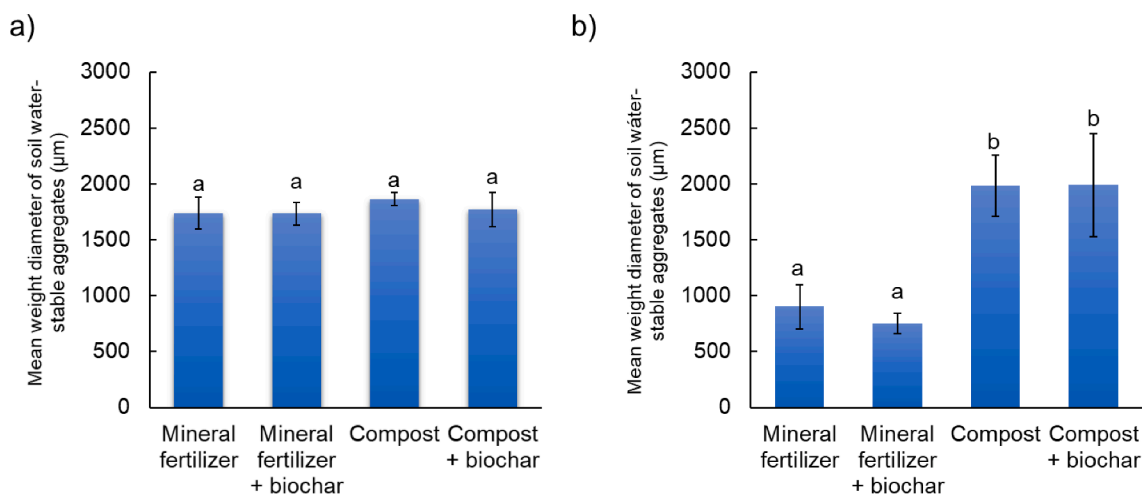 a)
Mean weight diameter of soil water-
stable aggregates (µm)
3000
2500
2000
1500
1000
500
0
a
a
a
a
Mineral
fertilizer
Mineral
fertilizer
+ biochar
Compost
Compost
+ biochar
b)
Mean weight diameter of soil wáter-
stable aggregates (µm)
3000
2500
2000
1500
1000
500
0
a
a
b
b
Mineral
fertilizer
Mineral
fertilizer
+ biochar
Compost
Compost
+ biochar